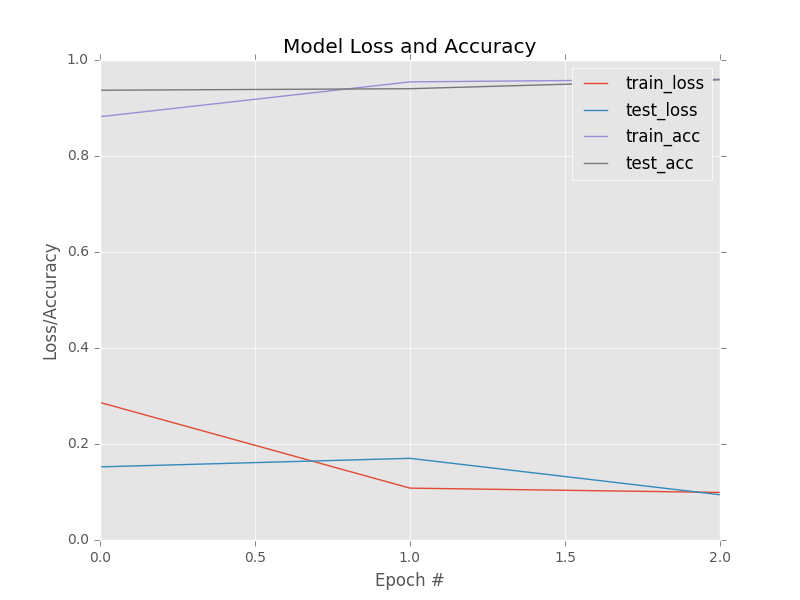 Model Loss and Accuracy
1.0
0.8
0.6
0.4
0.2
0.0
Loss/Accuracy
train_loss
test_loss
train_acc
test_acc
0.0 0.5 1.0 1.5 2.0
Epoch #